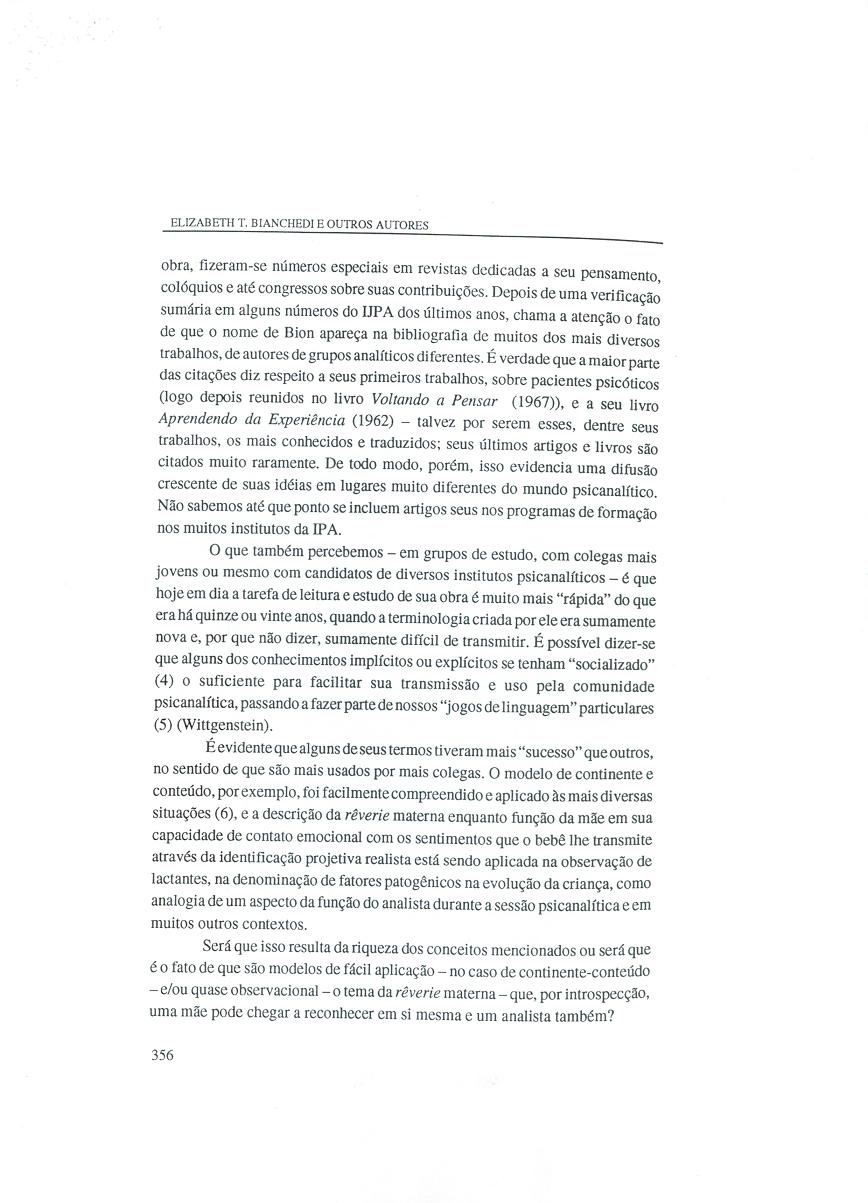 ELIZABETH T. BIANCHEDI E OUTROS AUTORES
obra, fizeram-se números especiais em revistas dedicadas a seu pensamento,
colóquios e até congressos sobre suas contribuições. Depois de uma verificação
sumária em alguns números do IJPA dos últimos anos, chama a atenção o fato
de que o nome de Bion apareça na bibliografia de muitos dos mais diversos
trabalhos, de autores de grupos analíticos diferentes. É verdade que a maior parte
das citações diz respeito a seus primeiros trabalhos, sobre pacientes psicóticos
(logo depois reunidos no livro Voltando a Pensar (1967)), e a seu livro
Aprendendo da Experiência (1962) – talvez por serem esses, dentre seus
trabalhos, os mais conhecidos e traduzidos; seus últimos artigos e livros são
citados muito raramente. De todo modo, porém, isso evidencia uma difusão
crescente de suas idéias em lugares muito diferentes do mundo psicanalítico.
Não sabemos até que ponto se incluem artigos seus nos programas de formação
nos muitos institutos da IPA.
O que também percebemos – em grupos de estudo, com colegas mais
jovens ou mesmo com candidatos de diversos institutos psicanalíticos – é que
hoje em dia a tarefa de leitura e estudo de sua obra é muito mais “rápida” do que
era há quinze ou vinte anos, quando a terminologia criada por ele era sumamente
nova e, por que não dizer, sumamente difícil de transmitir. É possível dizer-se
que alguns dos conhecimentos implícitos ou explícitos se tenham “socializado”
(4) o suficiente para facilitar sua transmissão e uso pela comunidade
psicanalítica, passando a fazer parte de nossos “jogos de linguagem” particulares
(5) (Wittgenstein).
É evidente que alguns de seus termos tiveram mais “sucesso” que outros,
no sentido de que são mais usados por mais colegas. O modelo de continente e
conteúdo, por exemplo, foi facilmente compreendido e aplicado às mais diversas
situações (6), e a descrição da rêverie materna enquanto função da mãe em sua
capacidade de contato emocional com os sentimentos que o bebê lhe transmite
através da identificação projetiva realista está sendo aplicada na observação de
lactantes, na denominação de fatores patogênicos na evolução da criança, como
analogia de um aspecto da função do analista durante a sessão psicanalítica e em
muitos outros contextos.
Será que isso resulta da riqueza dos conceitos mencionados ou será que
é o fato de que são modelos de fácil aplicação – no caso de continente-conteúdo
– e/ou quase observacional – o tema da rêverie materna – que, por introspecção,
uma mãe pode chegar a reconhecer em si mesma e um analista também?
356